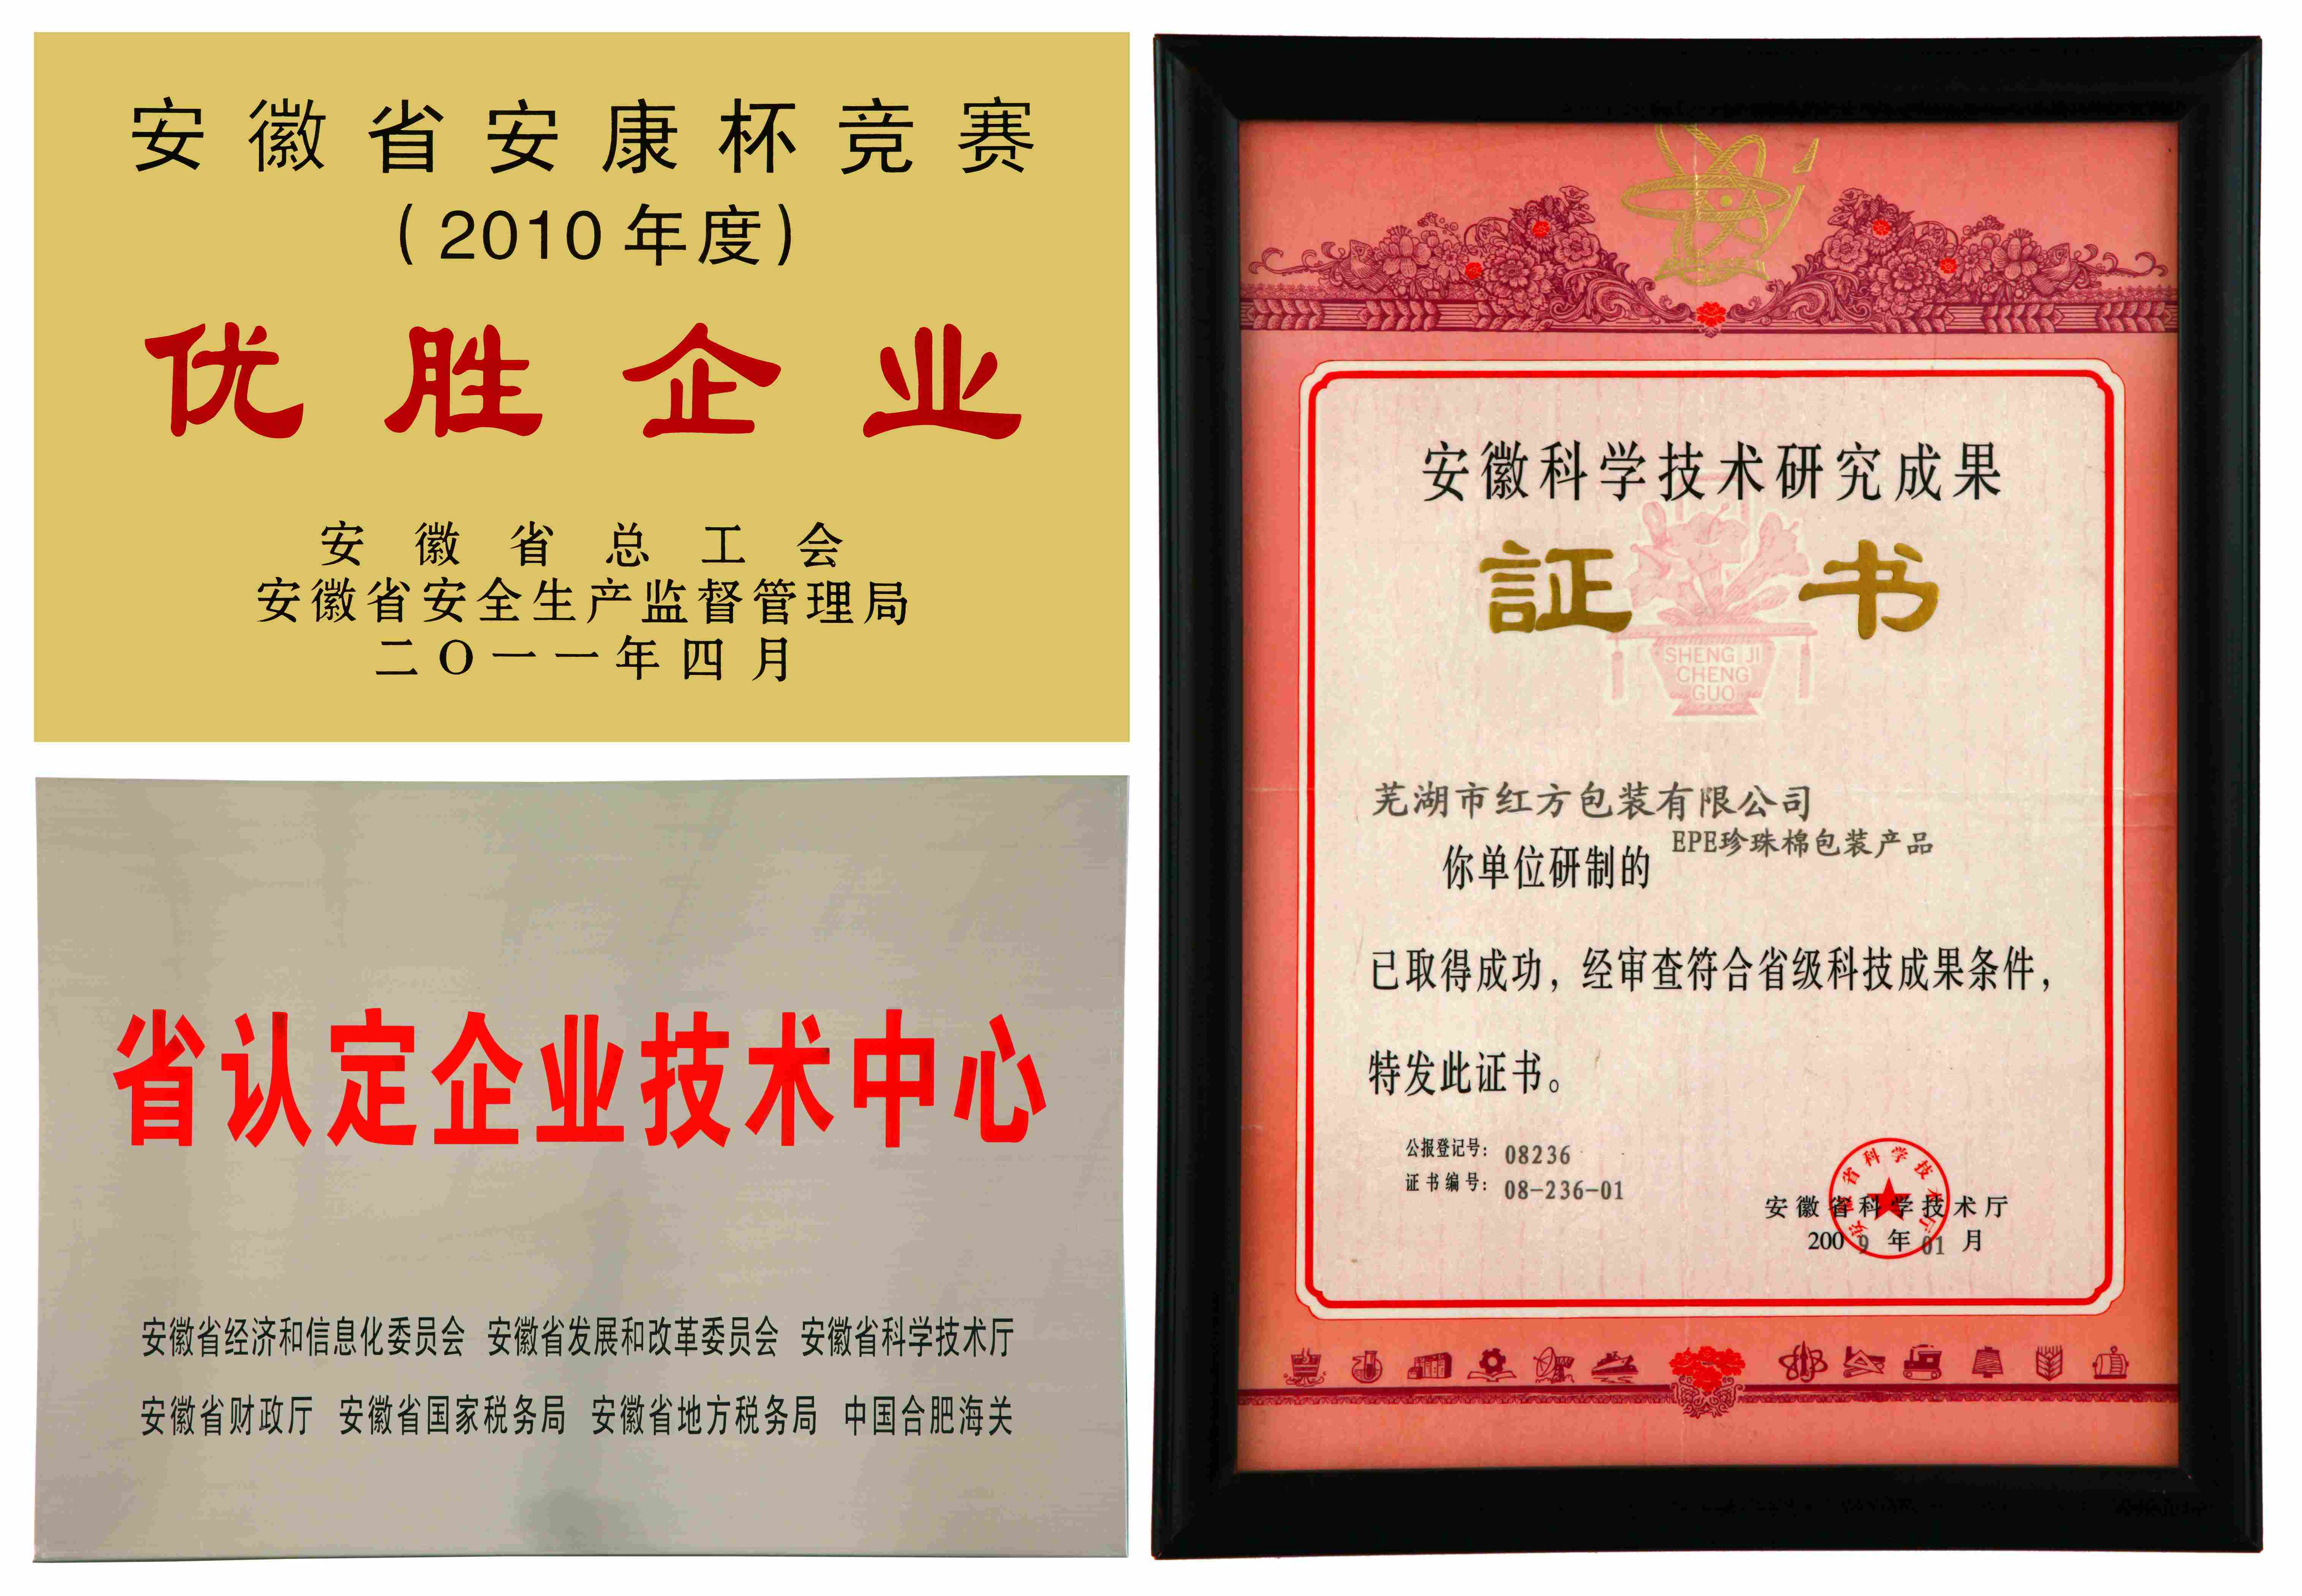 安徽省安康杯竞赛
（2010年度）
优胜企业
安徽省总工会
安徽省安全生产监督管理局
二〇一一年四月
省认定企业技术中心
安徽省经济和信息化委员会 安徽省发展和改革委员会 安徽省科学技术厅
安徽省财政厅 安徽省国家税务局 安徽省地方税务局 中国合肥海关
安徽科学技术研究成果
証书
SHENG JI
CHENG
GUO
芜湖市红方包装有限公司
你单位研制的 EPE珍珠棉包装产品
已取得成功，经审查符合省级科技成果条件，
特发此证书。
公报登记号：08236
证书编号：08-236-01
安徽省科学技术厅
安徽省科学技术厅
2009年01月